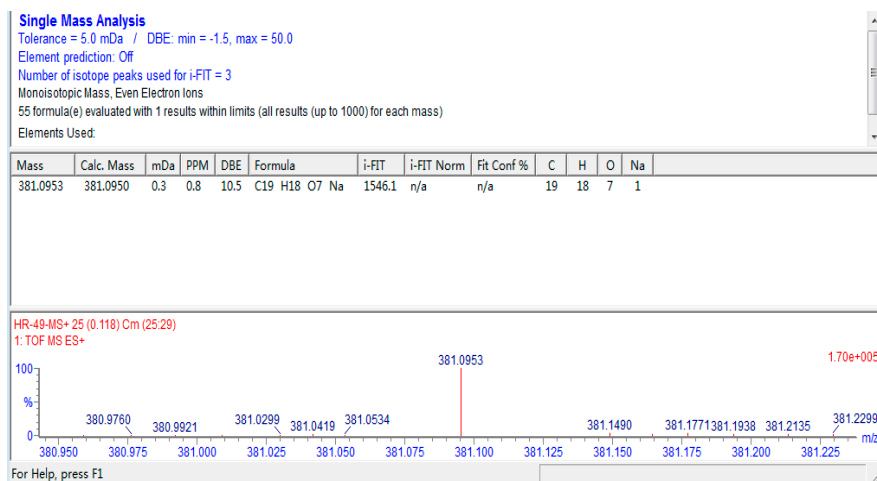 Single Mass Analysis
Tolerance = 5.0 mDa / DBE: min = -1.5, max = 50.0
Element prediction: Off
Number of isotope peaks used for i-FIT = 3
Monoisotopic Mass, Even Electron Ions
55 formula(e) evaluated with 1 results within limits (all results (up to 1000) for each mass)
Elements Used:
Mass Calc. Mass mDa PPM DBE Formula i-FIT i-FIT Norm Fit Conf % C H O Na
381.0953 381.0950 0.3 0.8 10.5 C19 H18 O7 Na 1546.1 n/a n/a 19 18 7 1
HR-49-MS+ 25 (0.118) Cm (25:29)
1: TOF MS ES+
1.70e+005
100
%
0
380.9760 380.9921 381.0299 381.0419 381.0534 381.0953 381.1490 381.1771 381.1938 381.2135 381.2299
m/z
380.950 380.975 381.000 381.025 381.050 381.075 381.100 381.125 381.150 381.175 381.200 381.225
For Help, press F1